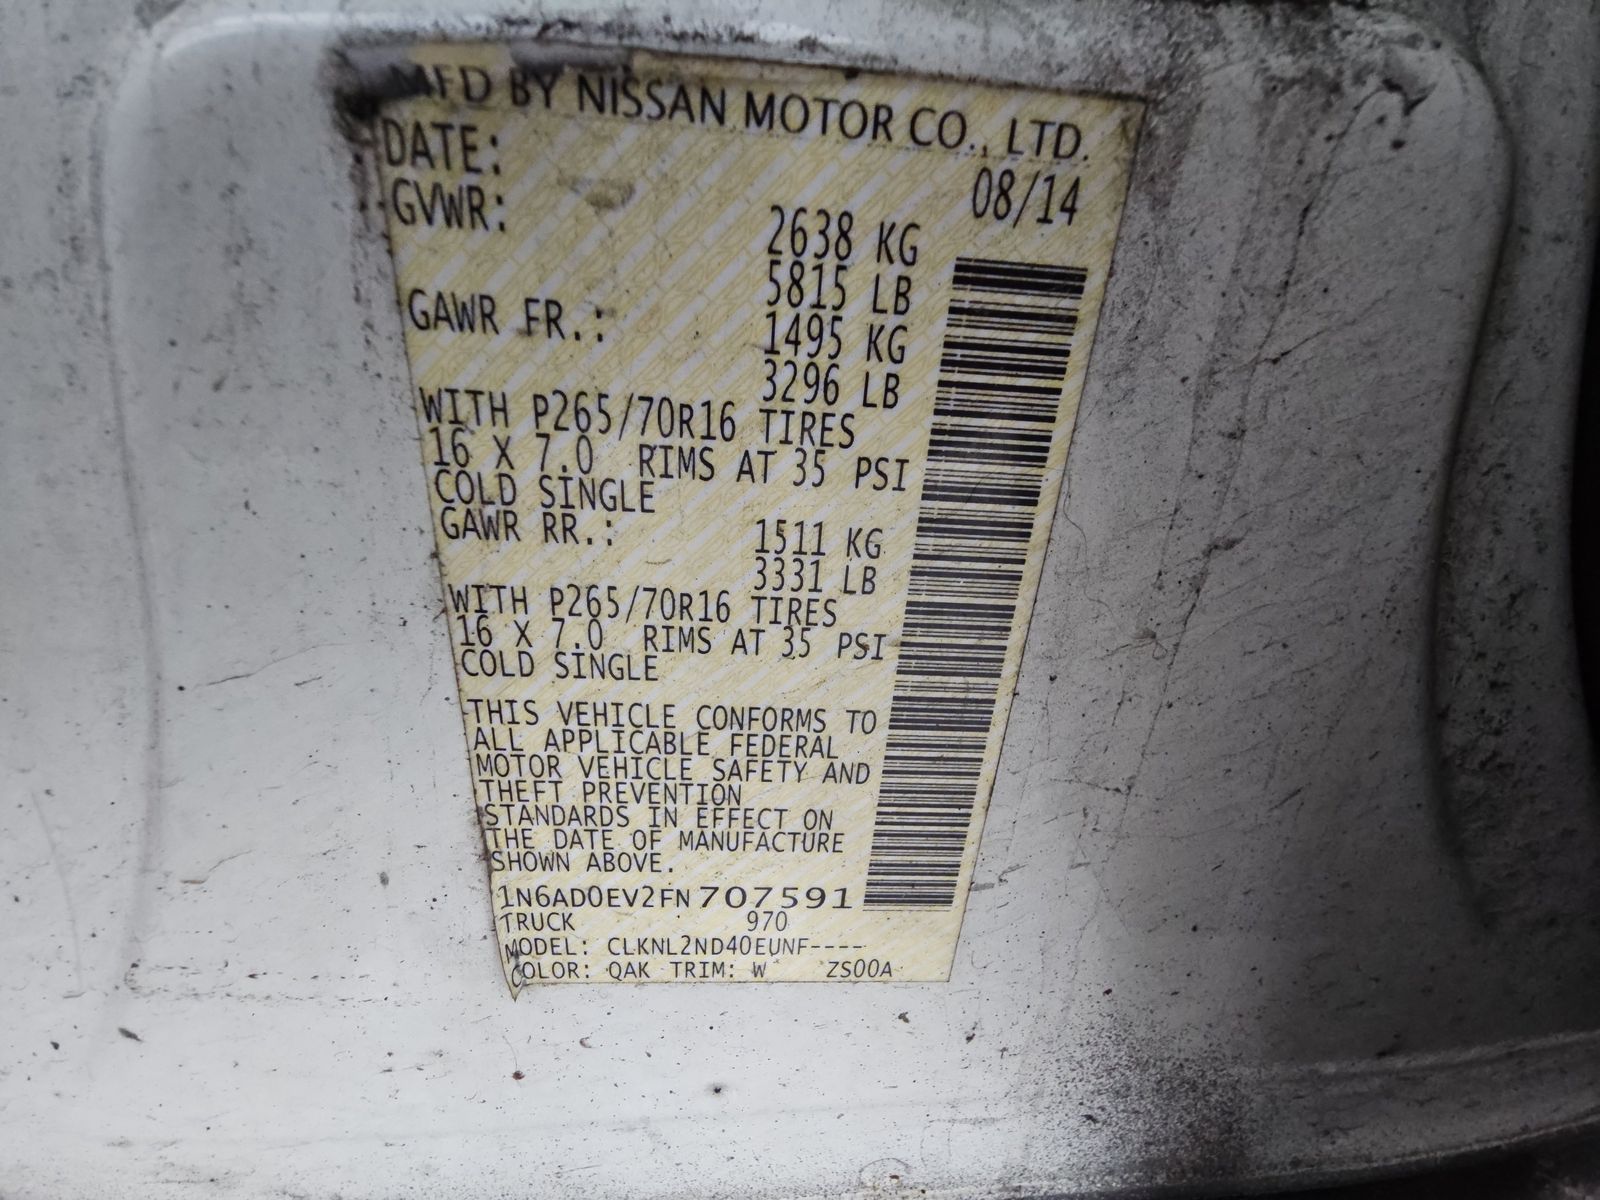 MFD BY NISSAN MOTOR CO., LTD.
DATE: 08/14
GVWR: 2638 KG
5815 LB
GAWR FR.: 1495 KG
3296 LB
WITH P265/70R16 TIRES
16 X 7.0 RIMS AT 35 PSI
COLD SINGLE
GAWR RR.: 1511 KG
3331 LB
WITH P265/70R16 TIRES
16 X 7.0 RIMS AT 35 PSI
COLD SINGLE
THIS VEHICLE CONFORMS TO
ALL APPLICABLE FEDERAL
MOTOR VEHICLE SAFETY AND
THEFT PREVENTION
STANDARDS IN EFFECT ON
THE DATE OF MANUFACTURE
SHOWN ABOVE.
1N6AD0EV2FN707591
TRUCK 970
MODEL: CLKNL2ND40EUNF----
COLOR: QAK TRIM: W ZS00A